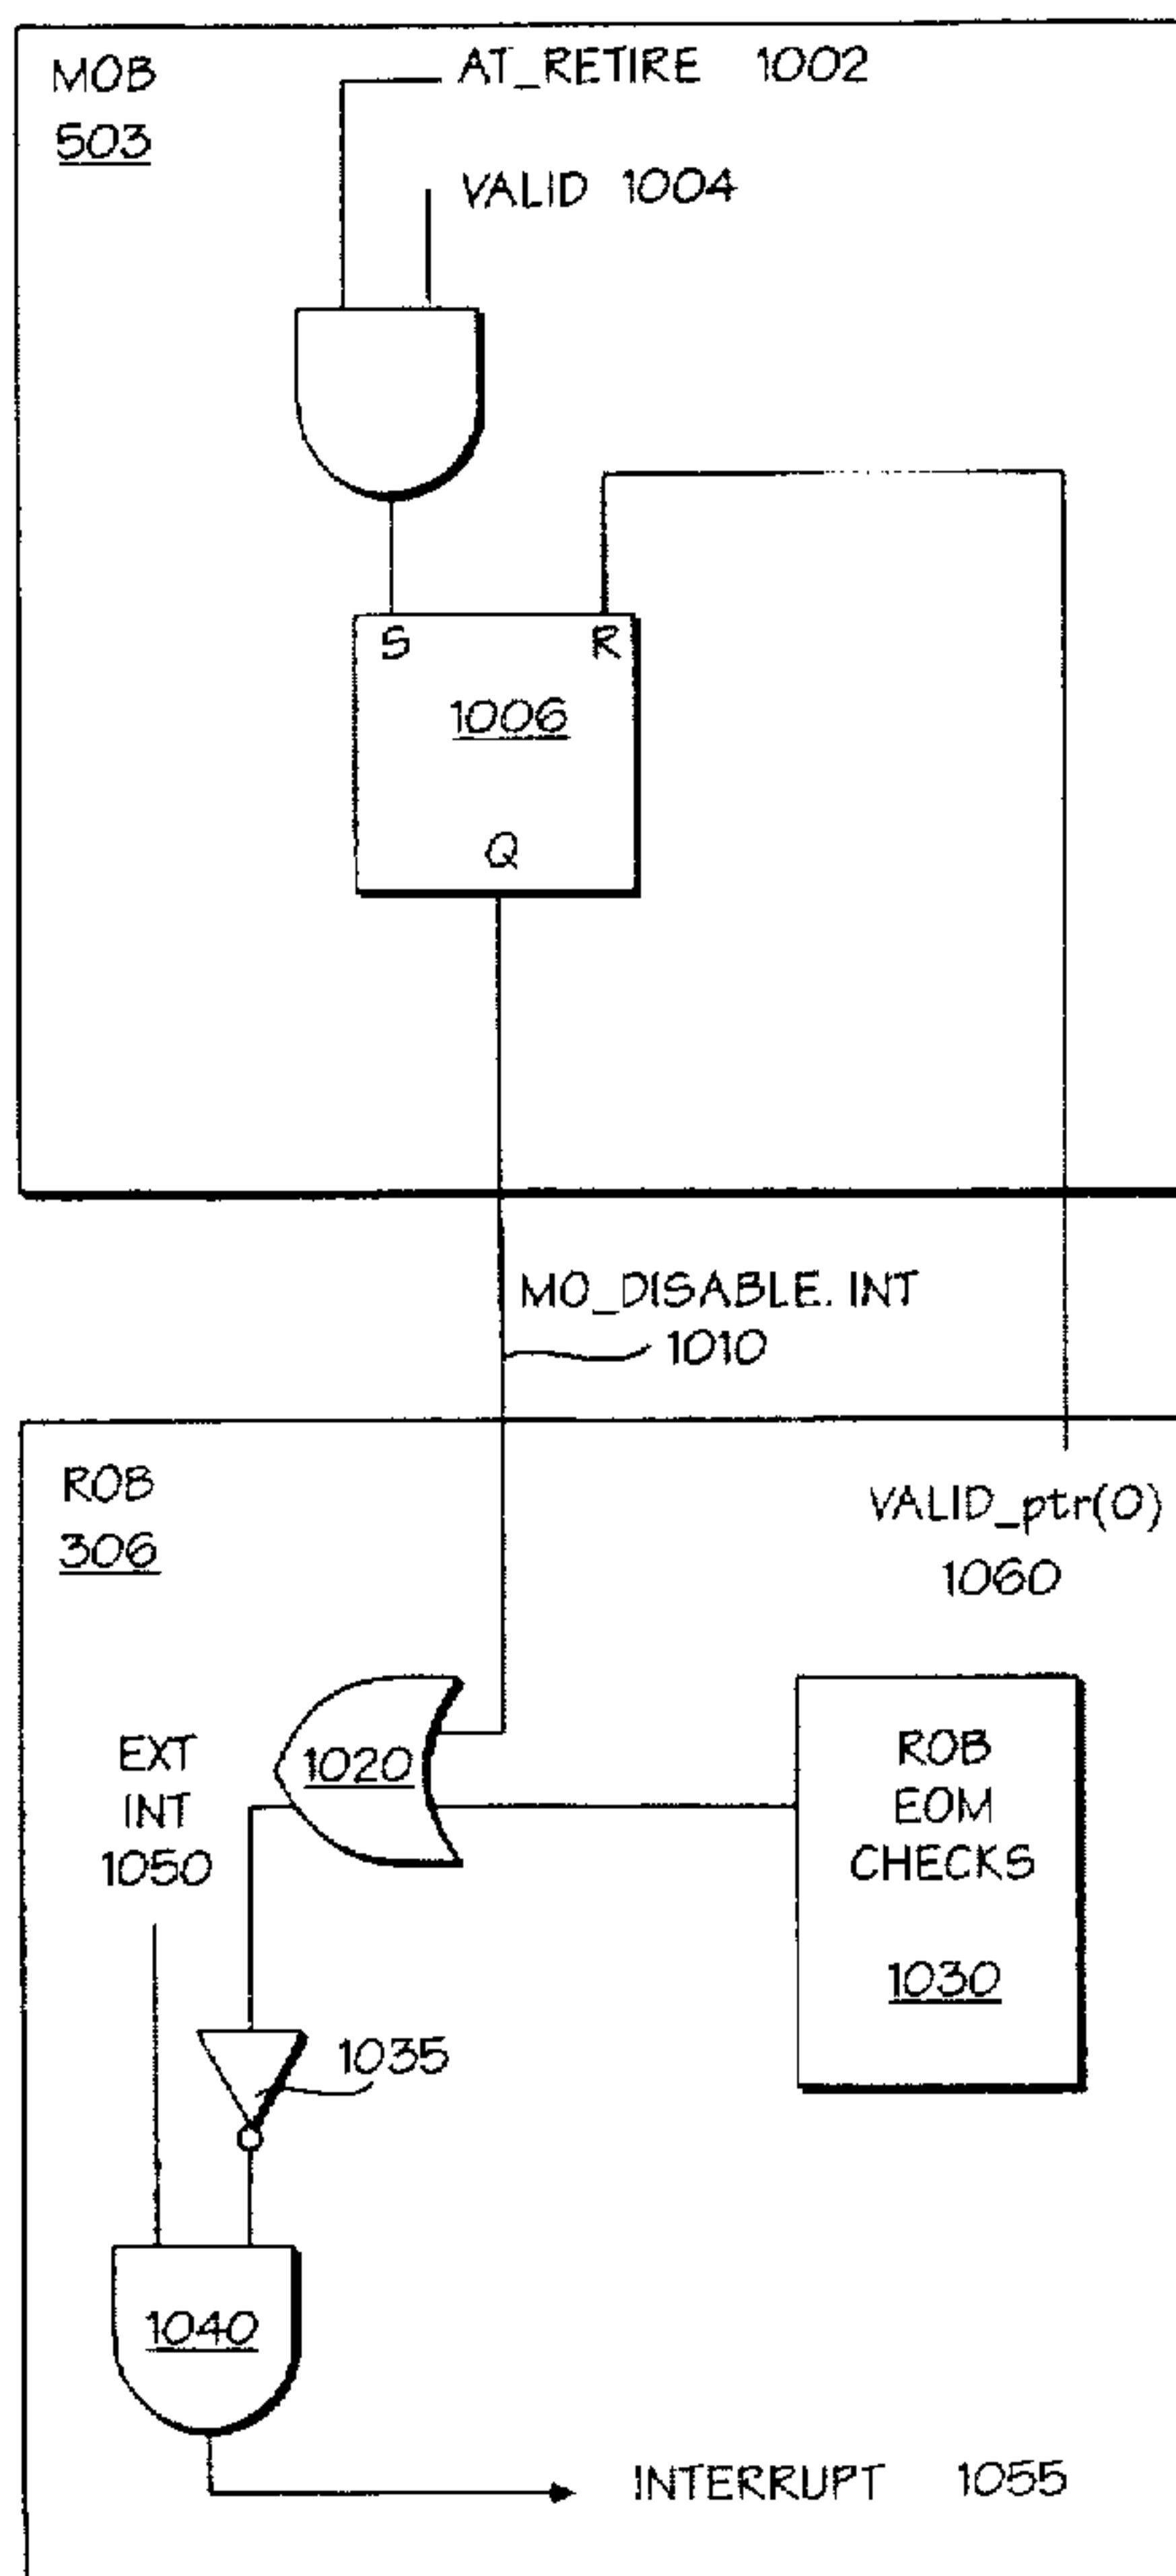 MOB
503
AT_RETIRE 1002
VALID 1004
S R
1006
Q
MO_DISABLE.INT
1010
ROB
306
VALID_ptr(0)
1060
EXT
INT
1050
1020
ROB
EOM
CHECKS
1030
1035
1040
INTERRUPT 1055